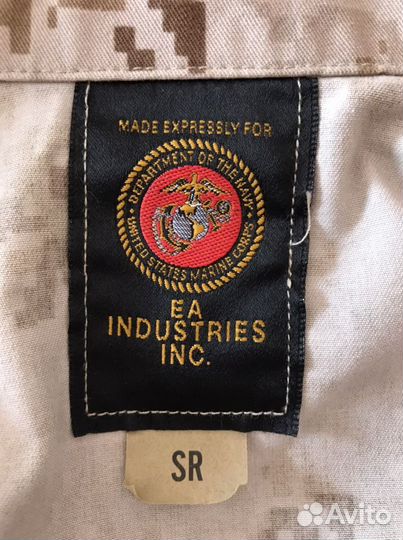 MADE EXPRESSLY FOR
DEPARTMENT OF THE NAVY
UNITED STATES MARINE CORPS
EA
INDUSTRIES
INC.
SR
Avito